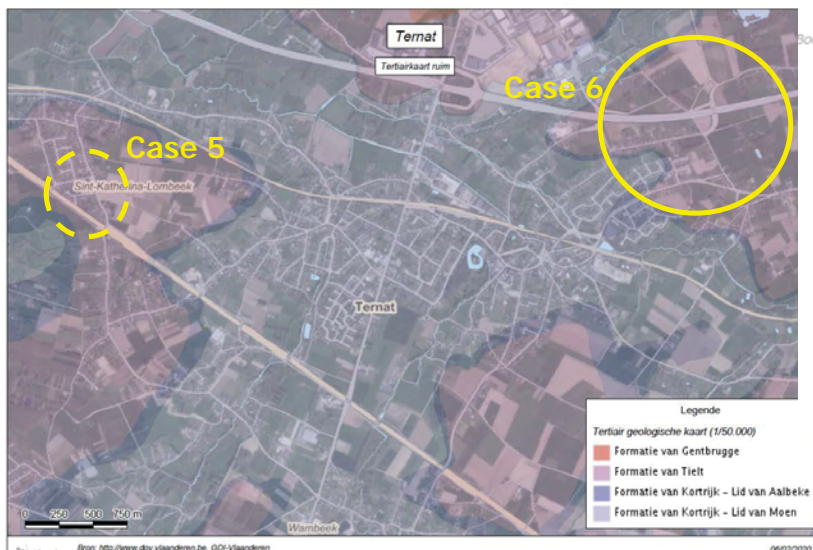 Ternat
Tertiairkaart ruim
Case 6
Case 5
Sint-Katherina-Lombeek
Ternat
Legende
Tertiair geologische kaart (1/50.000)
Formatie van Gentbrugge
Formatie van Tielt
Formatie van Kortrijk – Lid van Aalbeke
Formatie van Kortrijk – Lid van Moen
0 250 500 750 m
Wambeek
Bron: http://www.dov.vlaanderen.be, GDI-Vlaanderen
06/02/2020